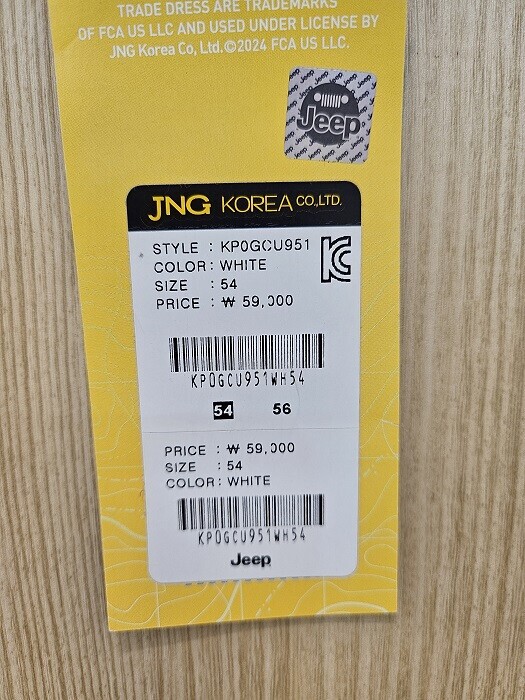 TRADE DRESS ARE TRADEMARKS
OF FCA US LLC AND USED UNDER LICENSE BY
JNG Korea Co, Ltd.©2024 FCA US LLC.
Jeep
JNG KOREA CO.,LTD.
STYLE : KP0GCU951
COLOR : WHITE
SIZE : 54
PRICE : ₩ 59,000
KP0GCU951WH54
54 56
PRICE : ₩ 59,000
SIZE : 54
COLOR : WHITE
KP0GCU951WH54
Jeep